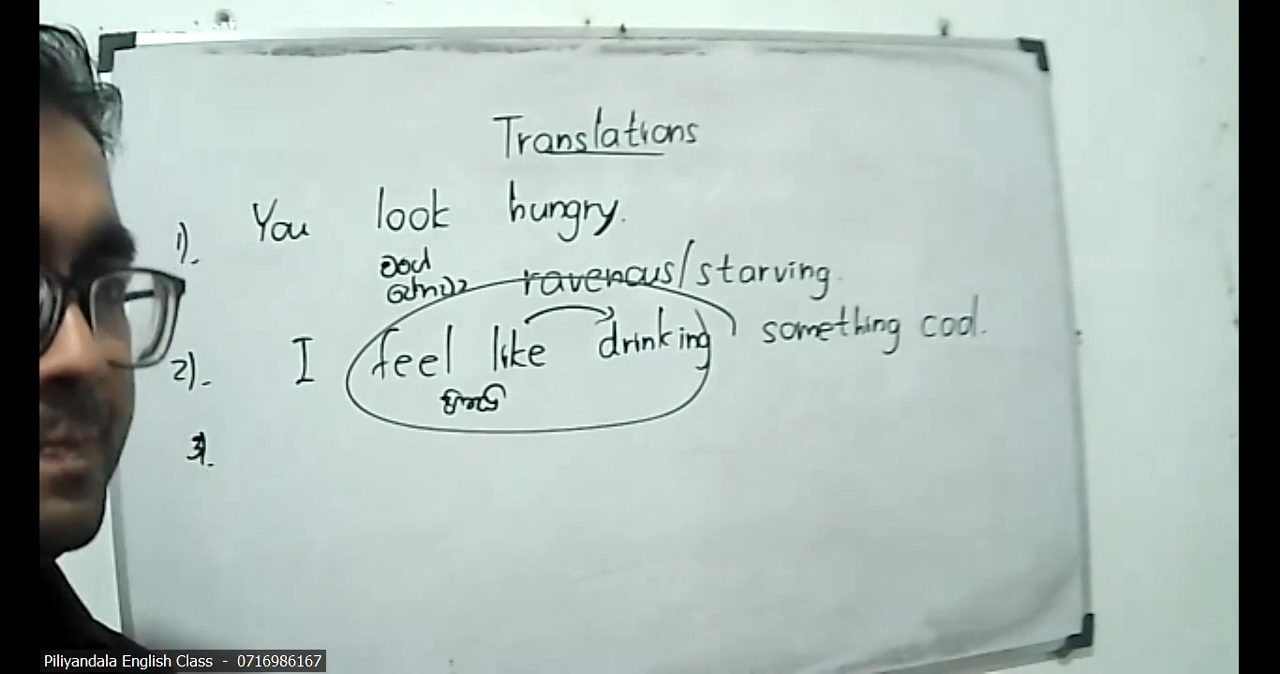 Translations
1). You look hungry.
ravenous/starving.
2). I feel like drinking something cool.
3.
Piliyandala English Class - 0716986167